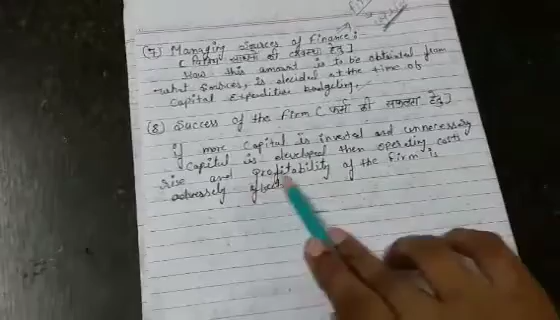 (7) Managing Sources of Finance:
[वित्तीय साधनों की व्यवस्था हेतु]
How this amount is to be obtained from
what sources, is decided at the time of
Capital Expenditure budgeting.
(8) Success of the Firm [फर्म की सफलता हेतु]
If more Capital is invested and unnecessary
Capital is developed then operating costs
rise and profitability of the firm is
adversely